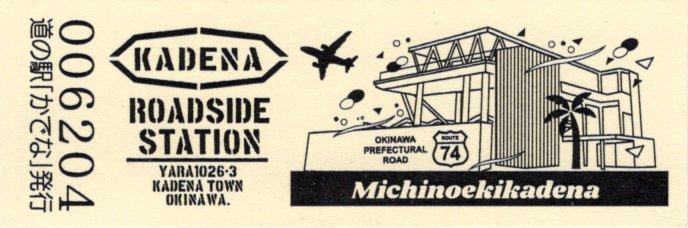 006204
道の駅「かでな」発行
KADENA
ROADSIDE
STATION
YARA1026-3
KADENA TOWN
OKINAWA.
OKINAWA
PREFECTURAL
ROAD
ROUTE
74
Michinoekikadena